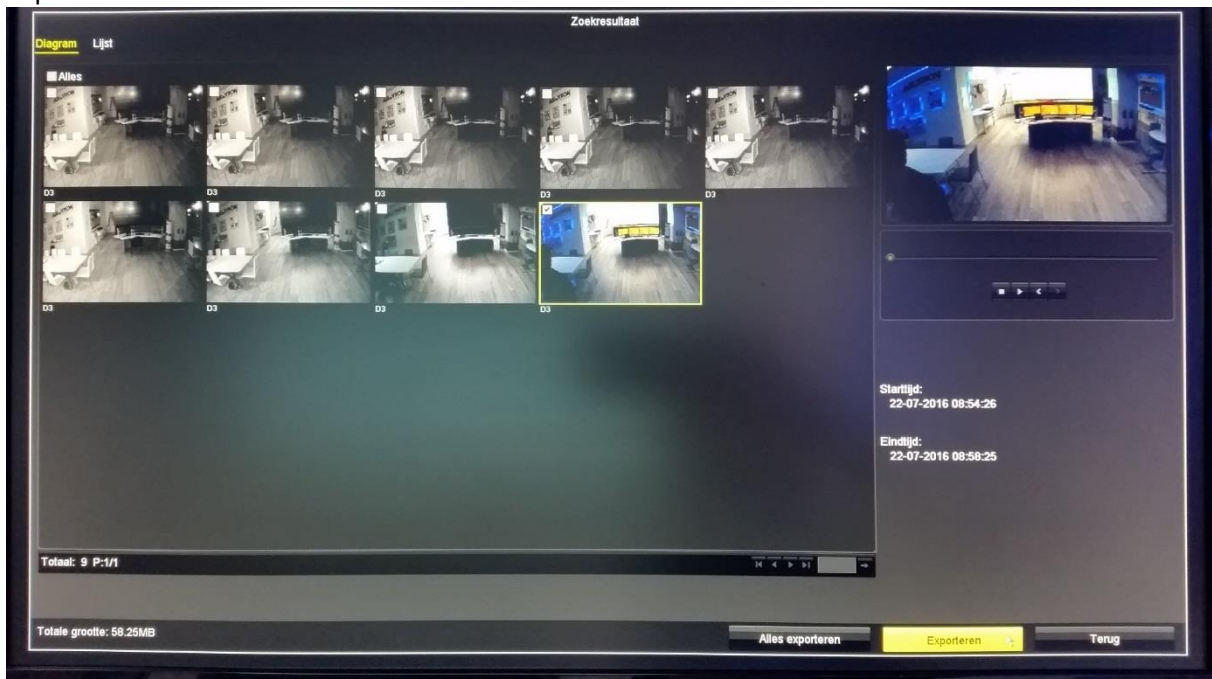 Zoekresultaat
Diagram Lijst
Alles
D3 D3 D3 D3 D3
D3 D3 D3 D3
Starttijd:
22-07-2016 08:54:26
Eindtijd:
22-07-2016 08:58:25
Totaal: 9 P:1/1
Totale grootte: 58.25MB
Alles exporteren Exporteren Terug